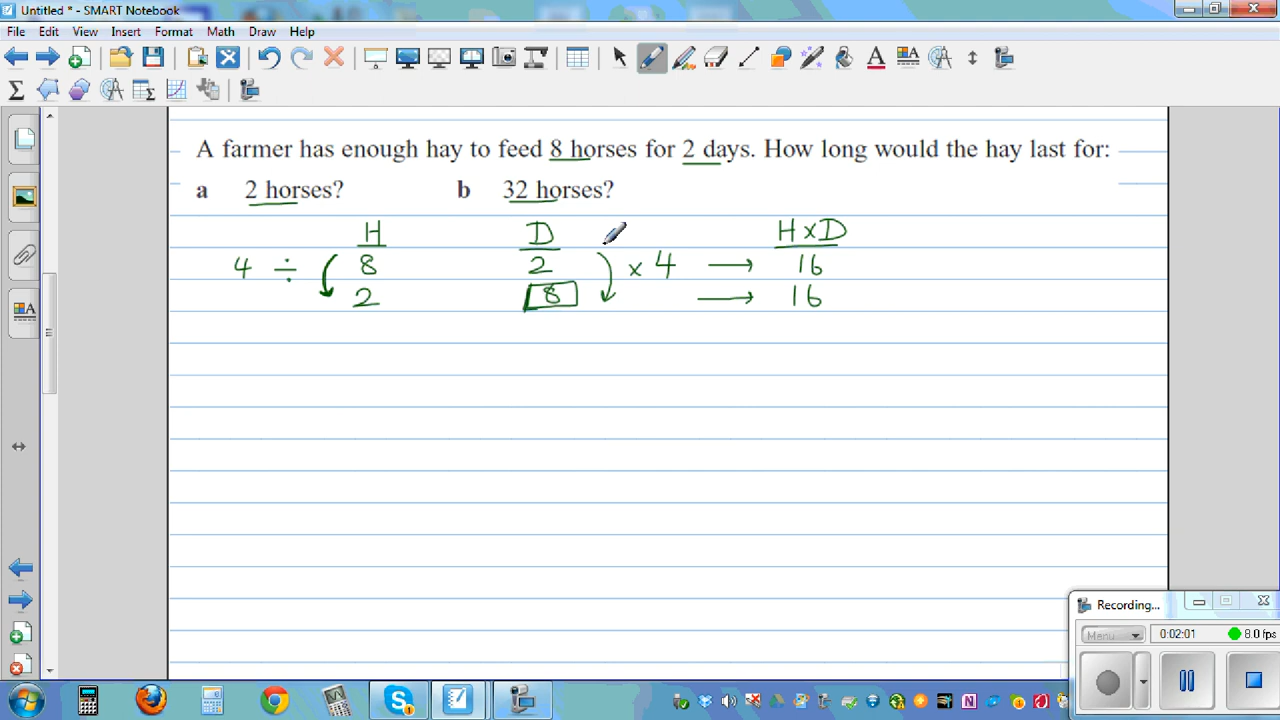 Untitled * - SMART Notebook
File Edit View Insert Format Math Draw Help
A farmer has enough hay to feed 8 horses for 2 days. How long would the hay last for:
a 2 horses? b 32 horses?
H D H x D
4 ÷ 8 2 x 4 → 16
2 8 → 16
Recording...
Menu
0:02:01 8.0 fps